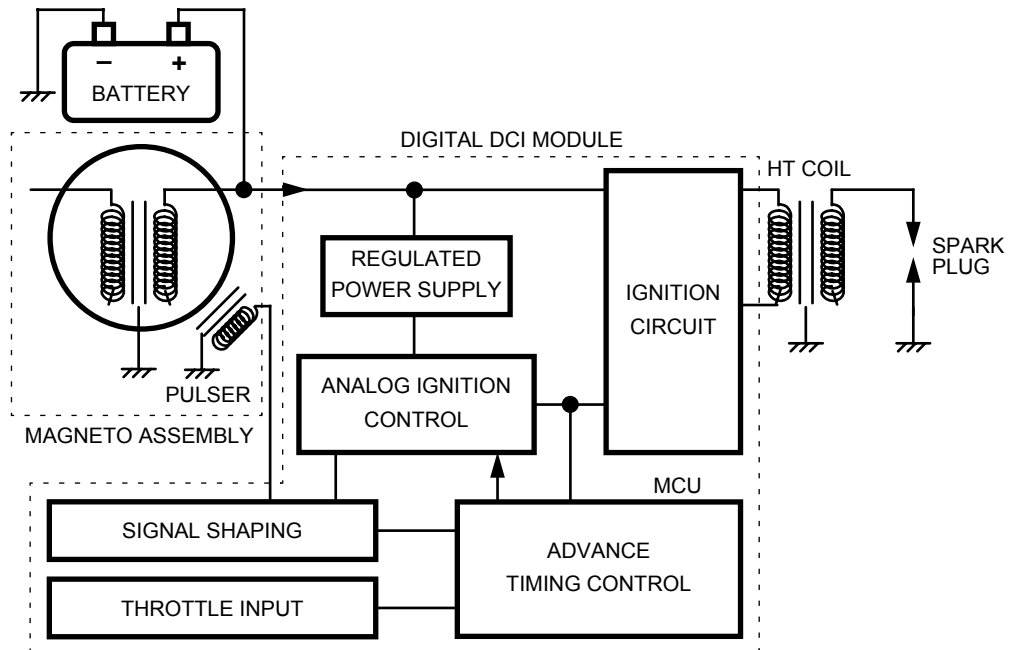 − +
BATTERY
DIGITAL DCI MODULE
HT COIL
REGULATED
POWER SUPPLY
IGNITION
CIRCUIT
SPARK
PLUG
ANALOG IGNITION
CONTROL
PULSER
MAGNETO ASSEMBLY
MCU
SIGNAL SHAPING
ADVANCE
TIMING CONTROL
THROTTLE INPUT